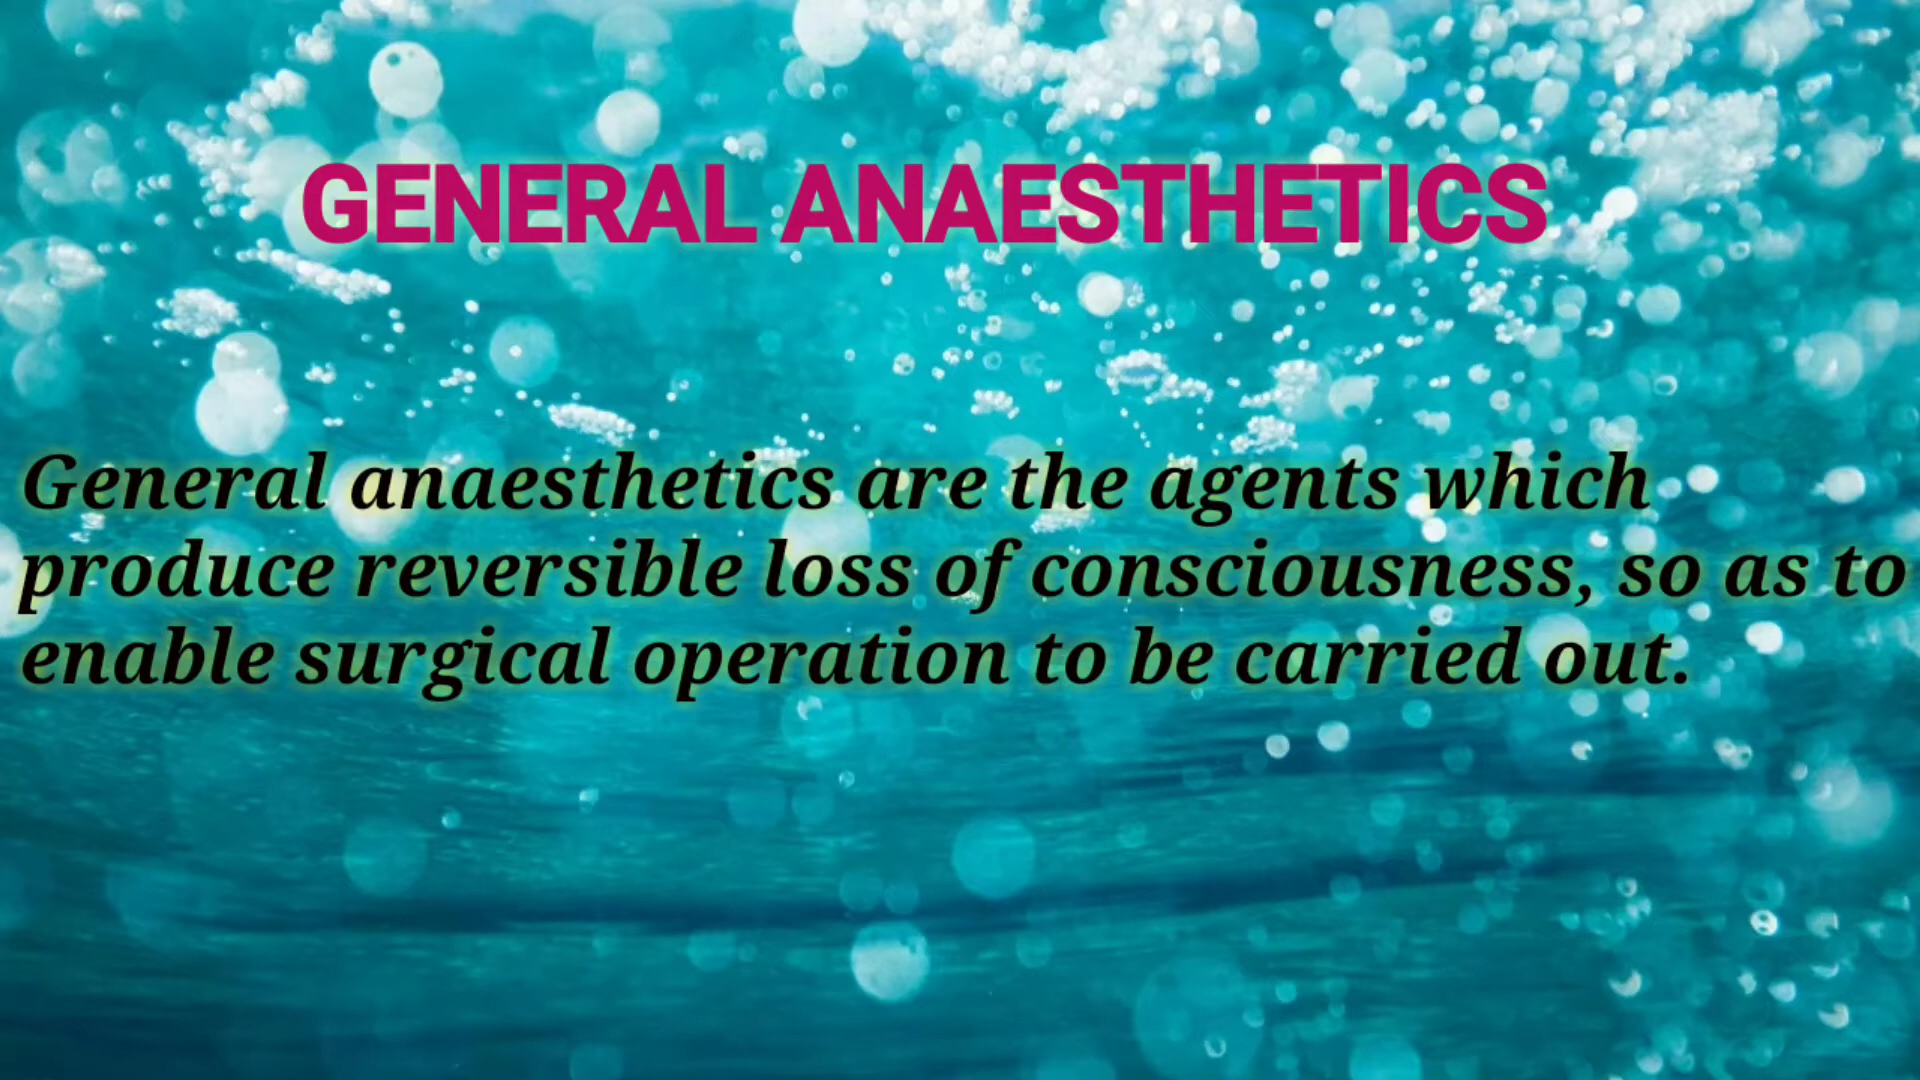 GENERAL ANAESTHETICS
General anaesthetics are the agents which
produce reversible loss of consciousness, so as to
enable surgical operation to be carried out.